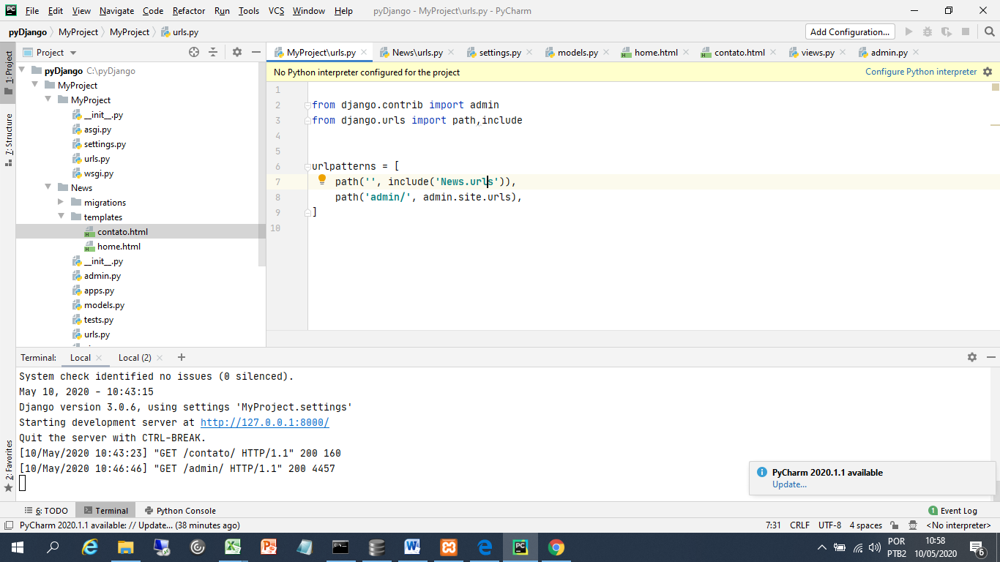 File Edit View Navigate Code Refactor Run Tools VCS Window Help pyDjango - MyProject\urls.py - PyCharm
pyDjango MyProject MyProject urls.py Add Configuration...
Project
MyProject\urls.py News\urls.py settings.py models.py home.html contato.html views.py admin.py
1: Project
7: Structure
2: Favorites
pyDjango C:\pyDjango
MyProject
MyProject
__init__.py
asgi.py
settings.py
urls.py
wsgi.py
News
migrations
templates
contato.html
home.html
__init__.py
admin.py
apps.py
models.py
tests.py
urls.py
No Python interpreter configured for the project Configure Python interpreter
1
2 from django.contrib import admin
3 from django.urls import path,include
4
5
6 urlpatterns = [
7     path('', include('News.urls')),
8     path('admin/', admin.site.urls),
9 ]
10
Terminal: Local Local (2)
System check identified no issues (0 silenced).
May 10, 2020 - 10:43:15
Django version 3.0.6, using settings 'MyProject.settings'
Starting development server at http://127.0.0.1:8000/
Quit the server with CTRL-BREAK.
[10/May/2020 10:43:23] "GET /contato/ HTTP/1.1" 200 160
[10/May/2020 10:46:46] "GET /admin/ HTTP/1.1" 200 4457
PyCharm 2020.1.1 available
Update...
6: TODO Terminal Python Console 1 Event Log
PyCharm 2020.1.1 available: // Update... (38 minutes ago) 7:31 CRLF UTF-8 4 spaces <No interpreter>
POR 10:58
PTB2 10/05/2020 6